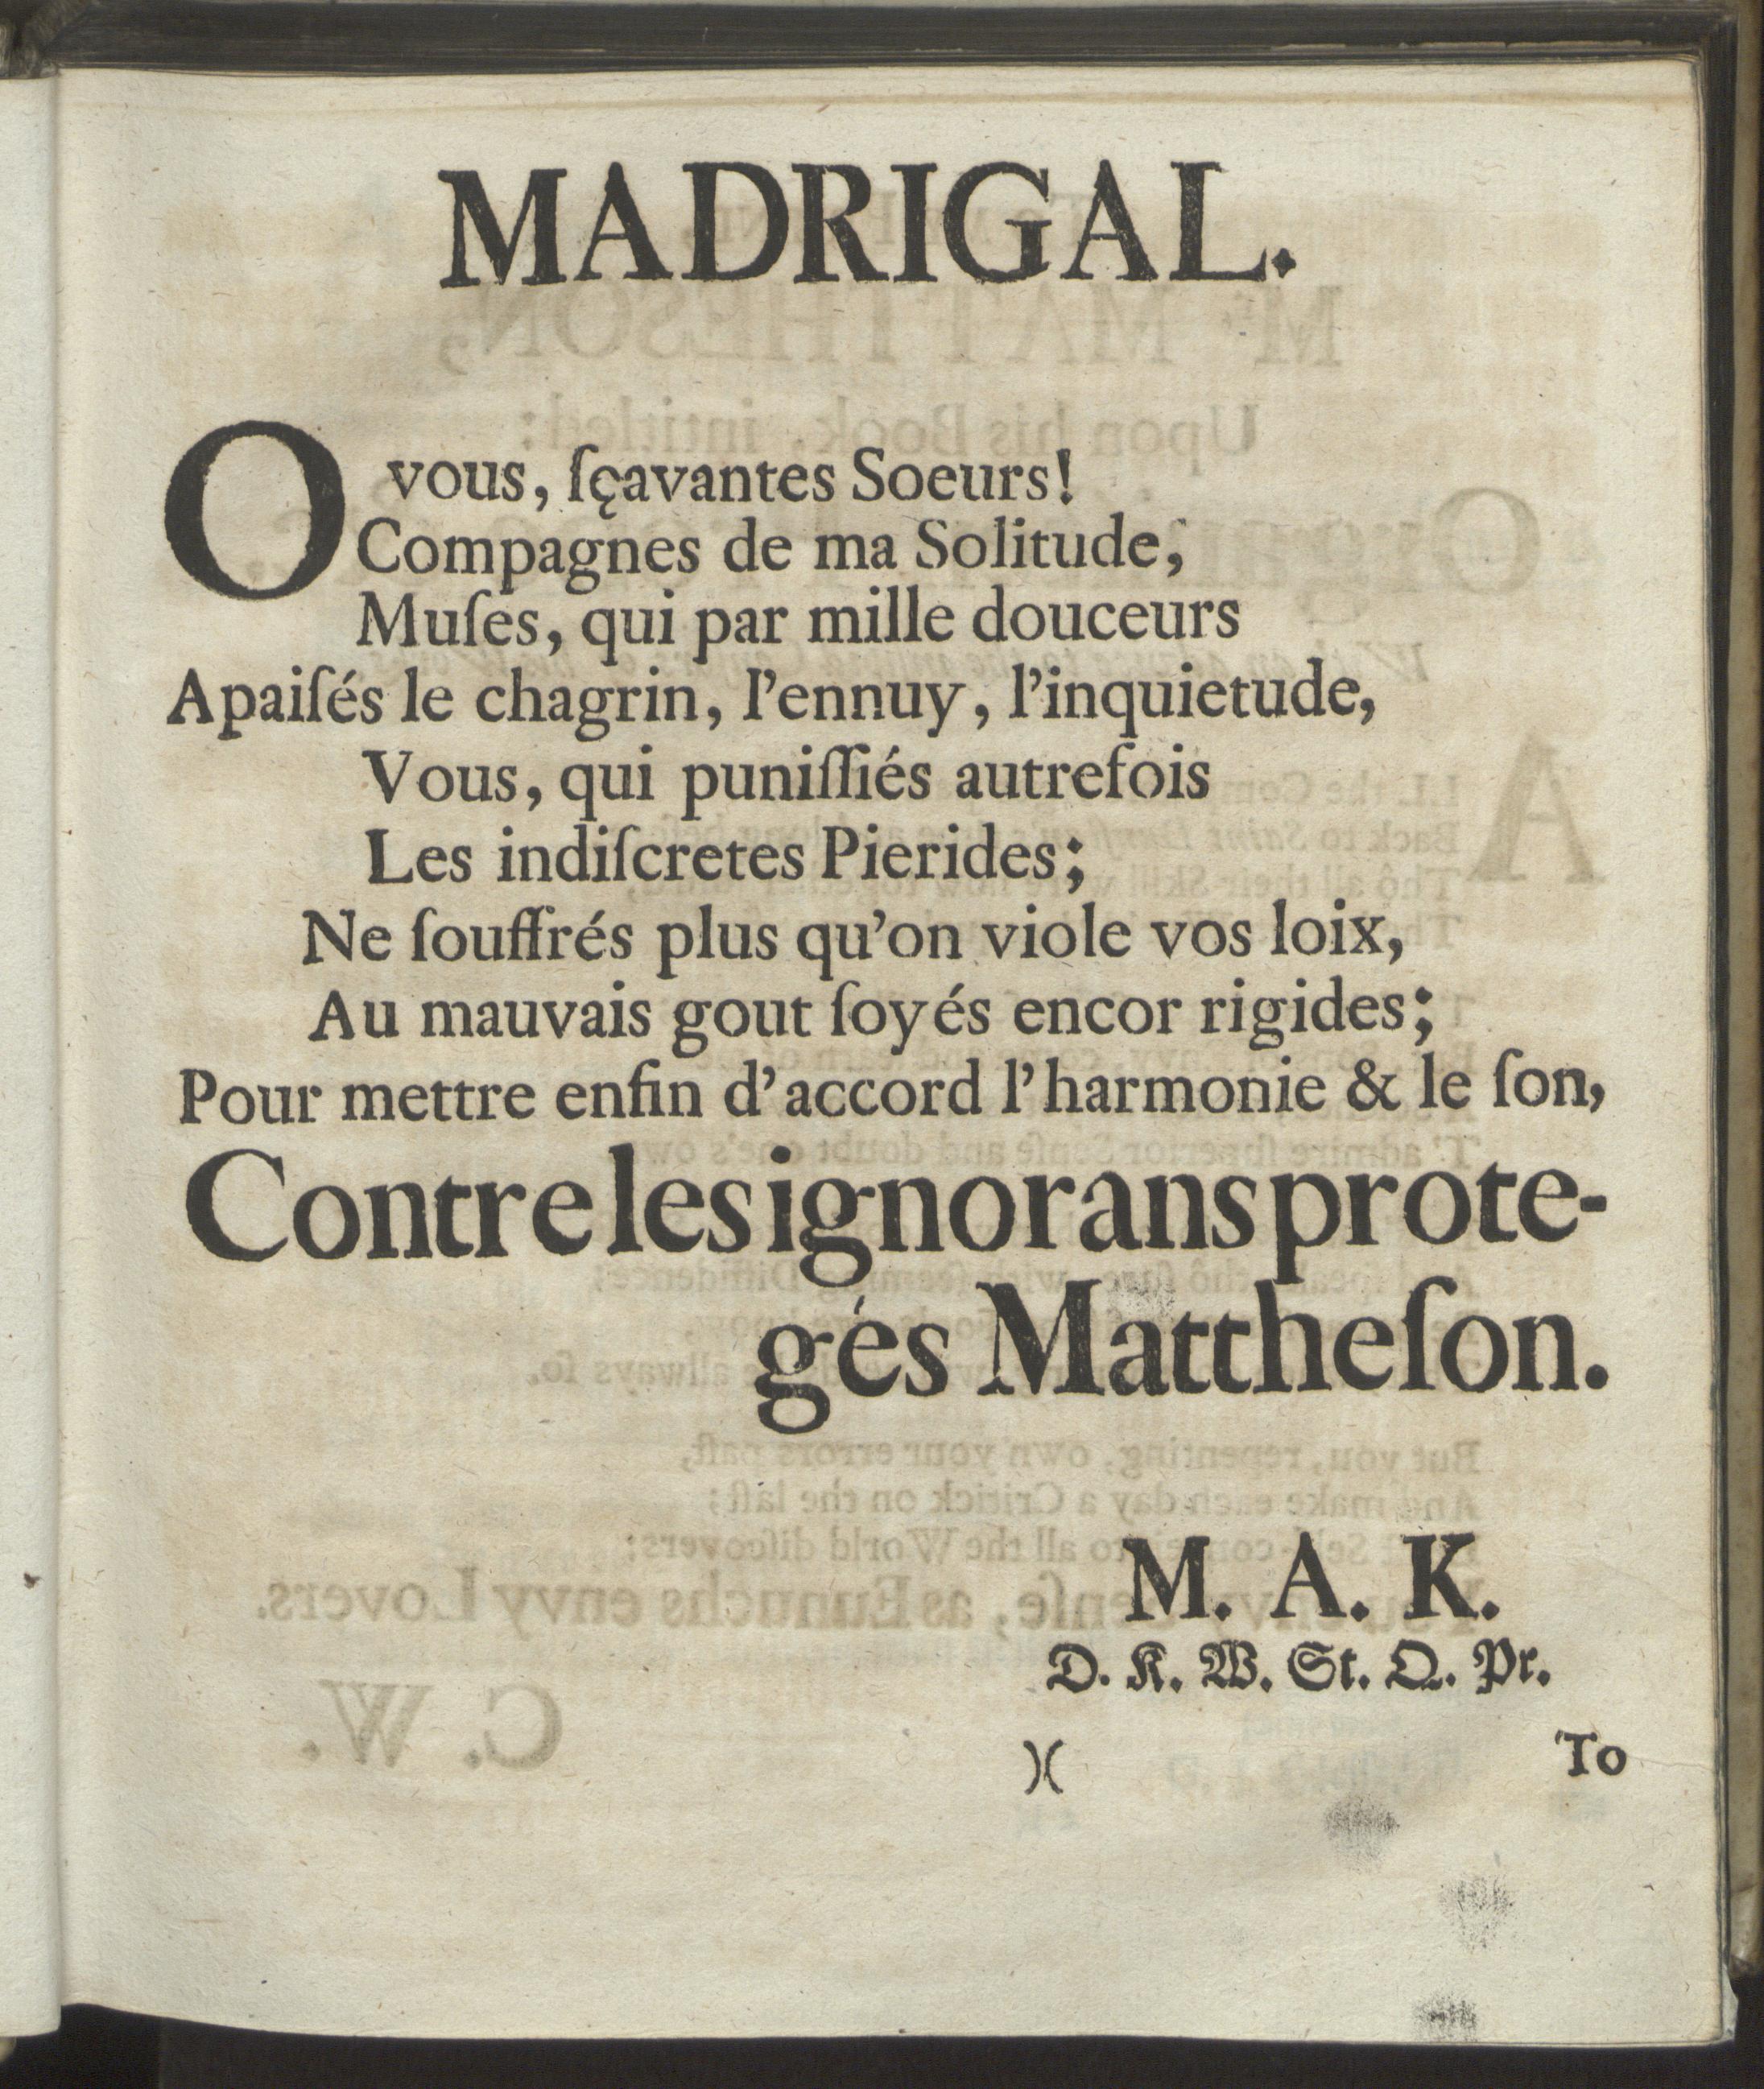 MADRIGAL.
O vous, ſçavantes Soeurs!
Compagnes de ma Solitude,
Muſes, qui par mille douceurs
Apaiſés le chagrin, l'ennuy, l'inquietude,
Vous, qui puniſſiés autrefois
Les indiſcretes Pierides;
Ne ſouffrés plus qu'on viole vos loix,
Au mauvais gout ſoyés encor rigides;
Pour mettre enfin d'accord l'harmonie & le ſon,
Contre les ignorans prote-
gés Mattheſon.
M. A. K.
D. K. W. St. Q. Pr.
)( To